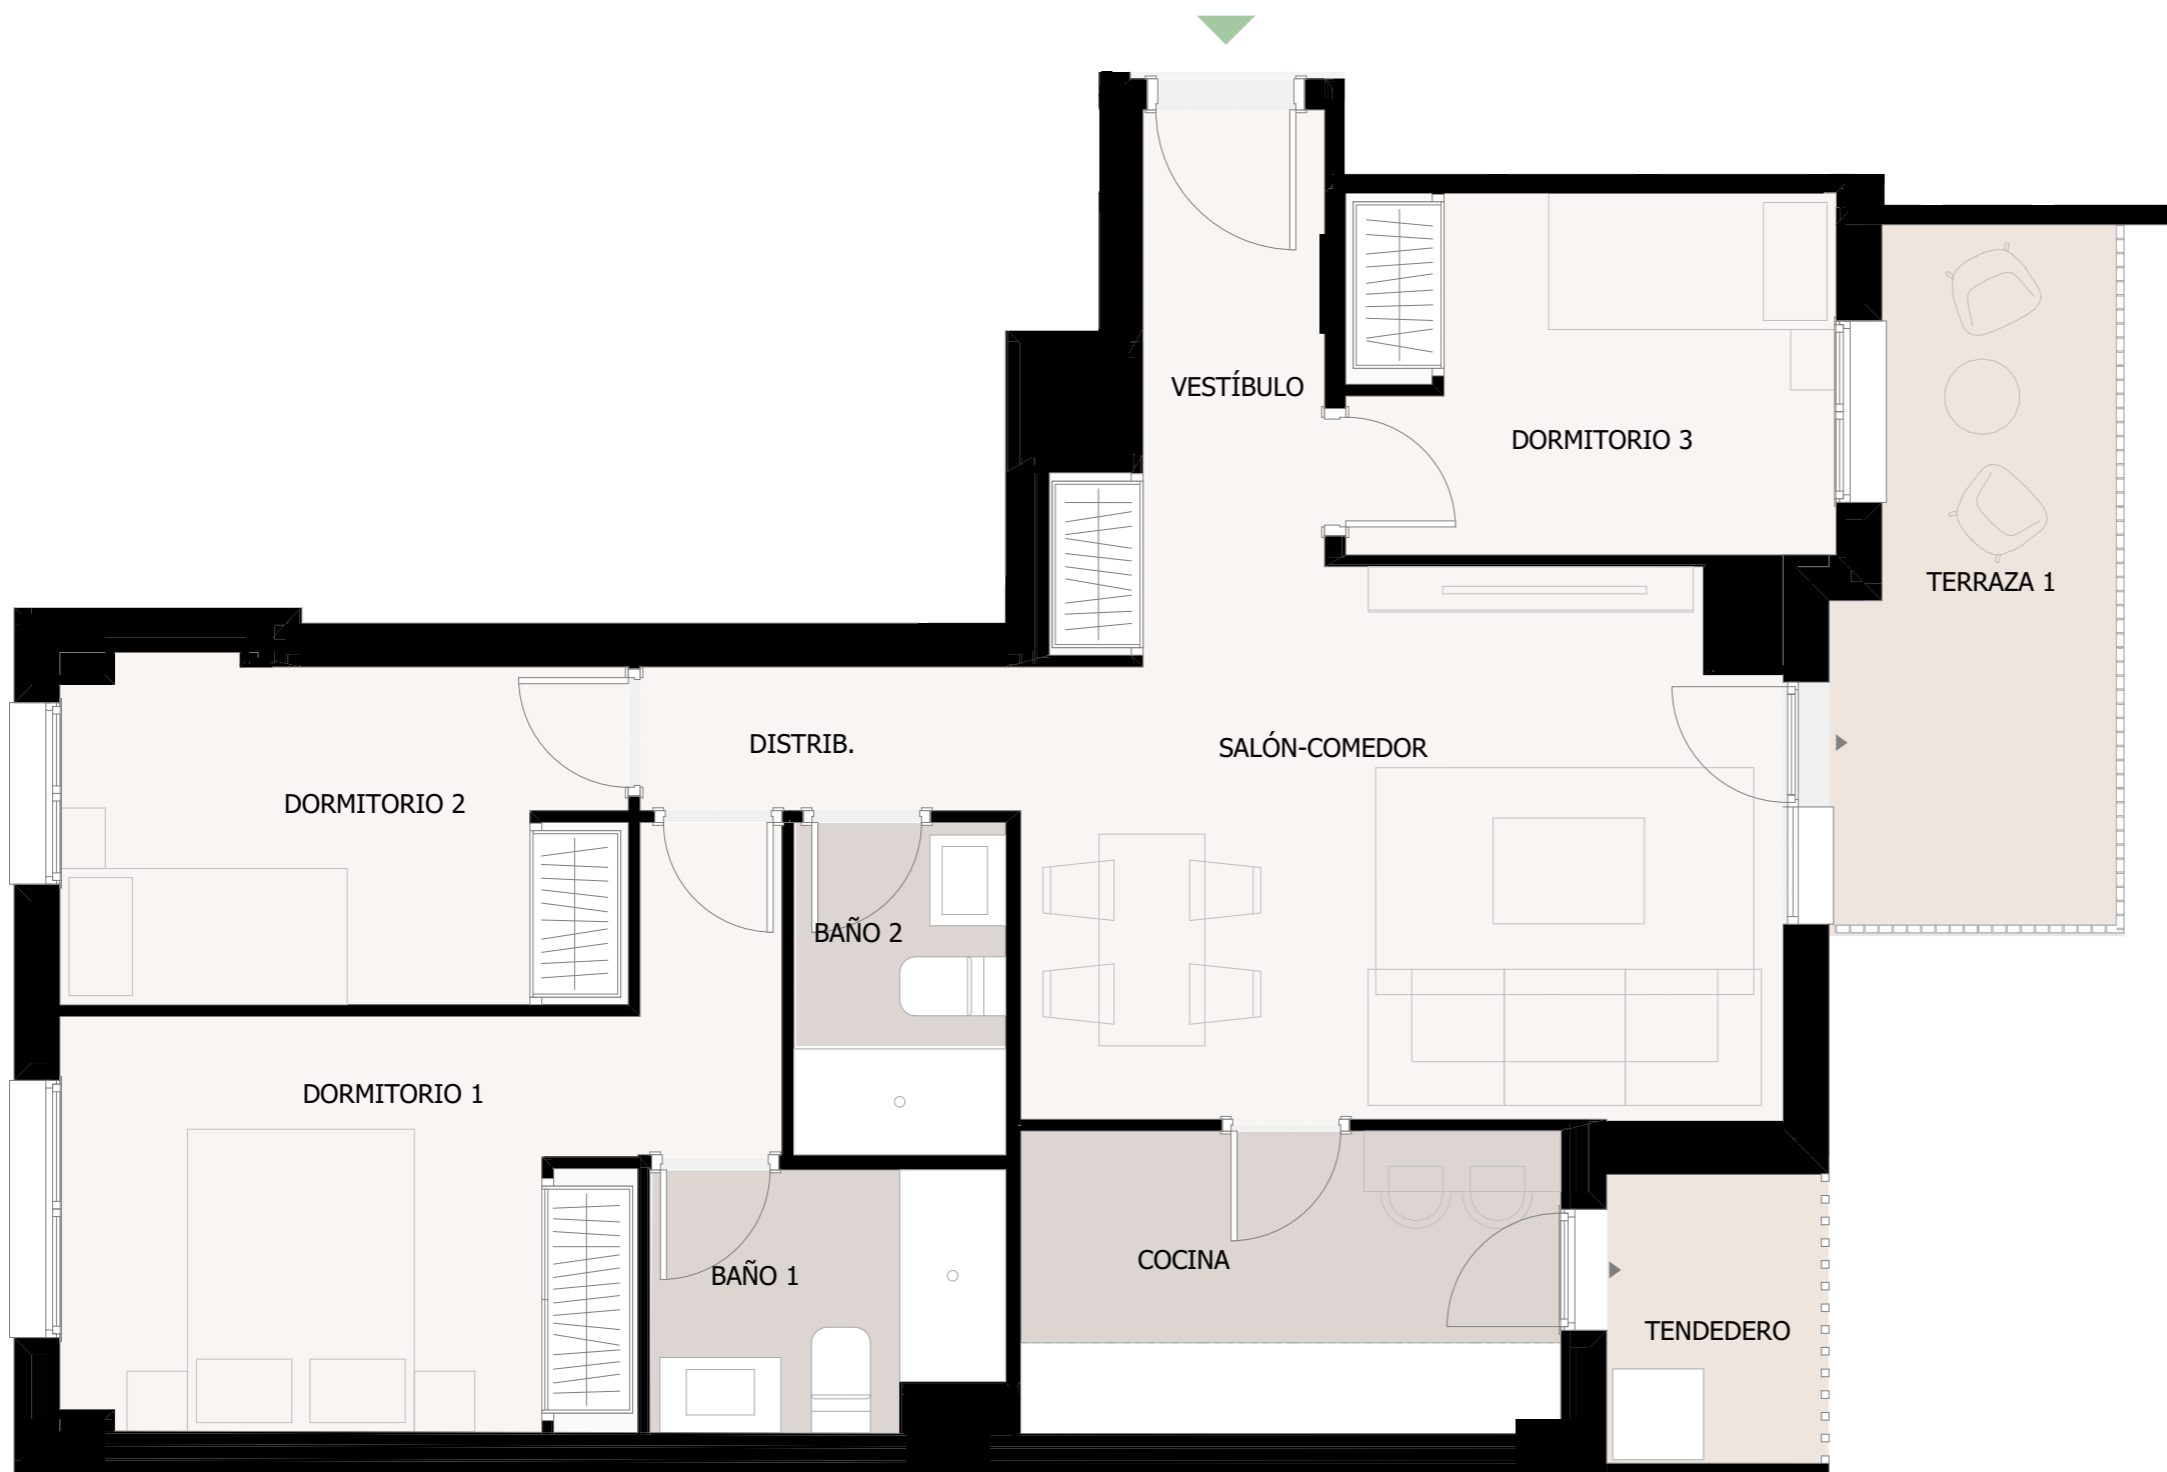 VESTÍBULO
DORMITORIO 3
TERRAZA 1
DISTRIB.
SALÓN-COMEDOR
DORMITORIO 2
BAÑO 2
DORMITORIO 1
COCINA
BAÑO 1
TENDEDERO